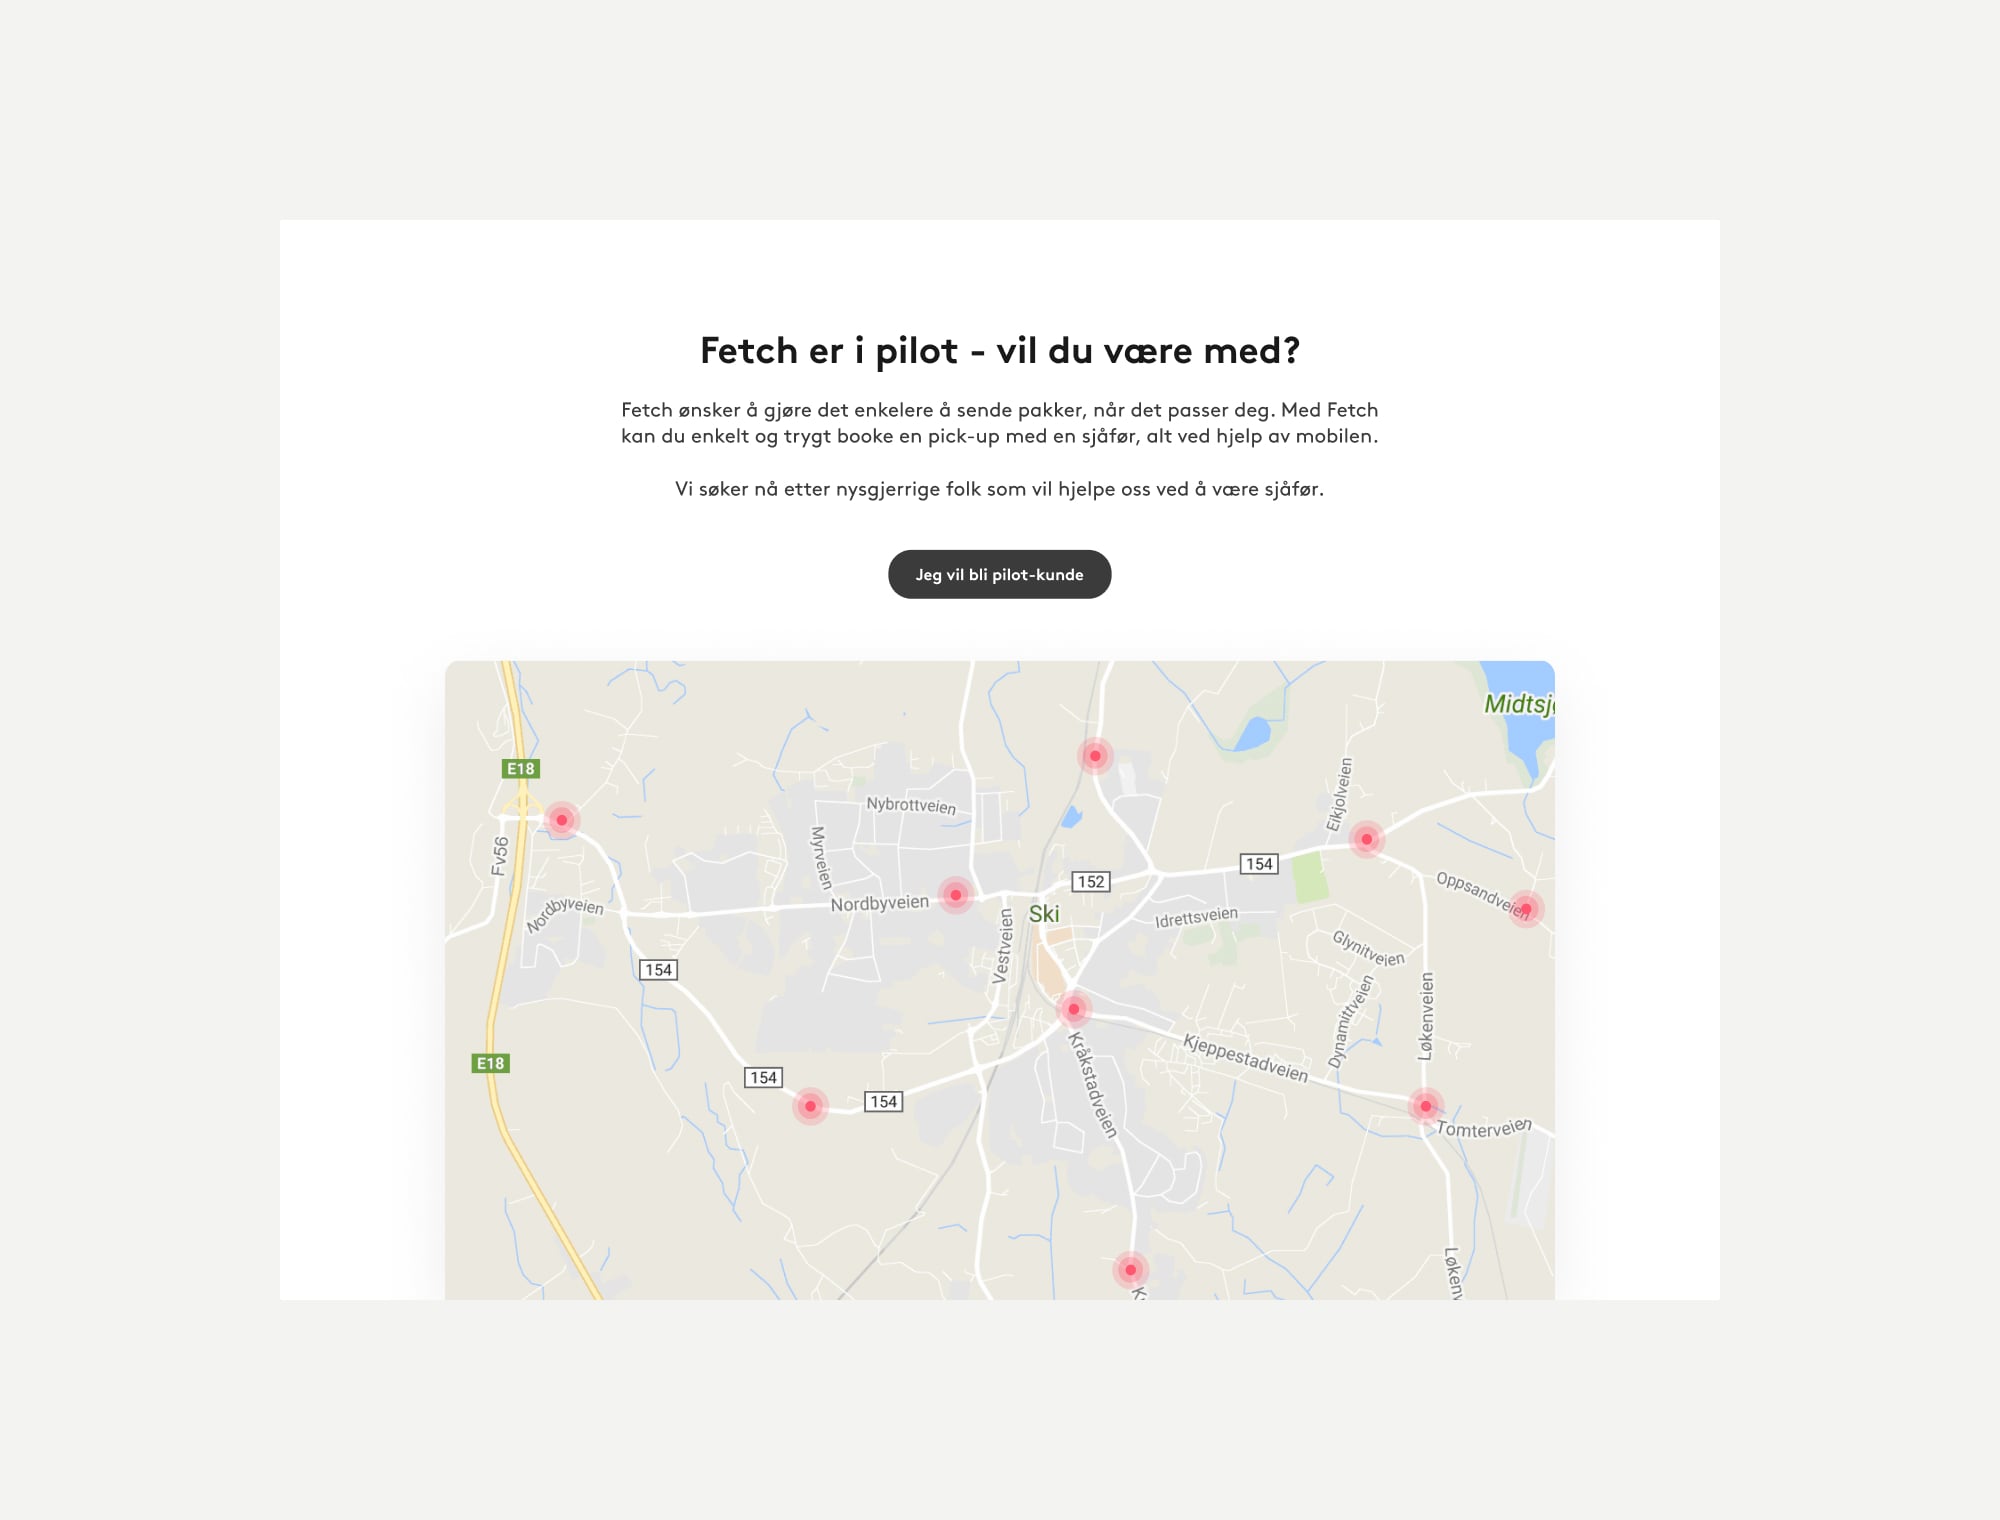 Fetch er i pilot - vil du være med?
Fetch ønsker å gjøre det enkelere å sende pakker, når det passer deg. Med Fetch
kan du enkelt og trygt booke en pick-up med en sjåfør, alt ved hjelp av mobilen.
Vi søker nå etter nysgjerrige folk som vil hjelpe oss ved å være sjåfør.
Jeg vil bli pilot-kunde
Midtsj
E18
Eikjolveien
Nybrottveien
Myrveien
Fv56
154
152
Oppsandveien
Nordbyveien
Nordbyveien
Ski
Idrettsveien
Vestveien
Glynitveien
154
Løkenveien
Dynamittveien
E18
Kråkstadveien
Kjeppestadveien
154
154
Tomterveien
Løkenv